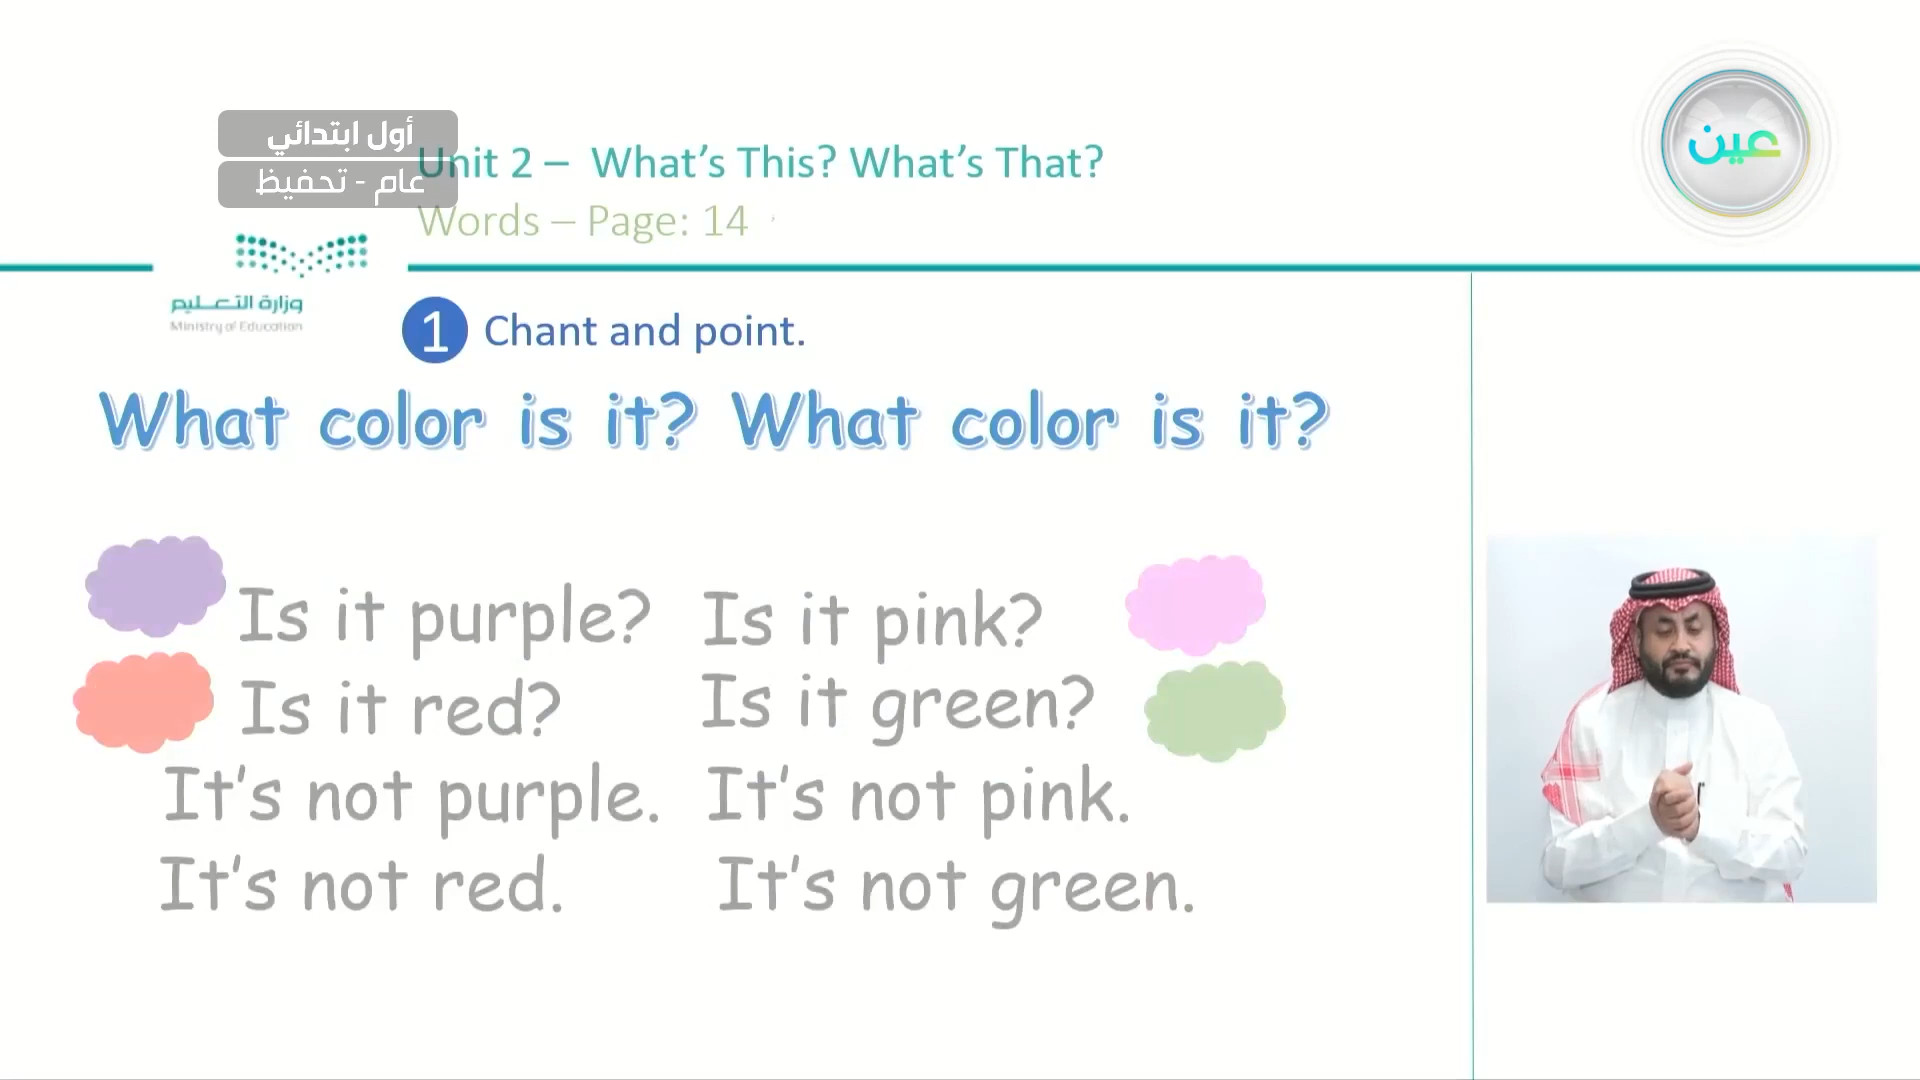 أول ابتدائي
عام - تحفيظ
عين
Unit 2 – What's This? What's That?
Words – Page: 14
وزارة التعليم
Ministry of Education
1 Chant and point.
What color is it? What color is it?
Is it purple? Is it pink?
Is it red? Is it green?
It's not purple. It's not pink.
It's not red. It's not green.